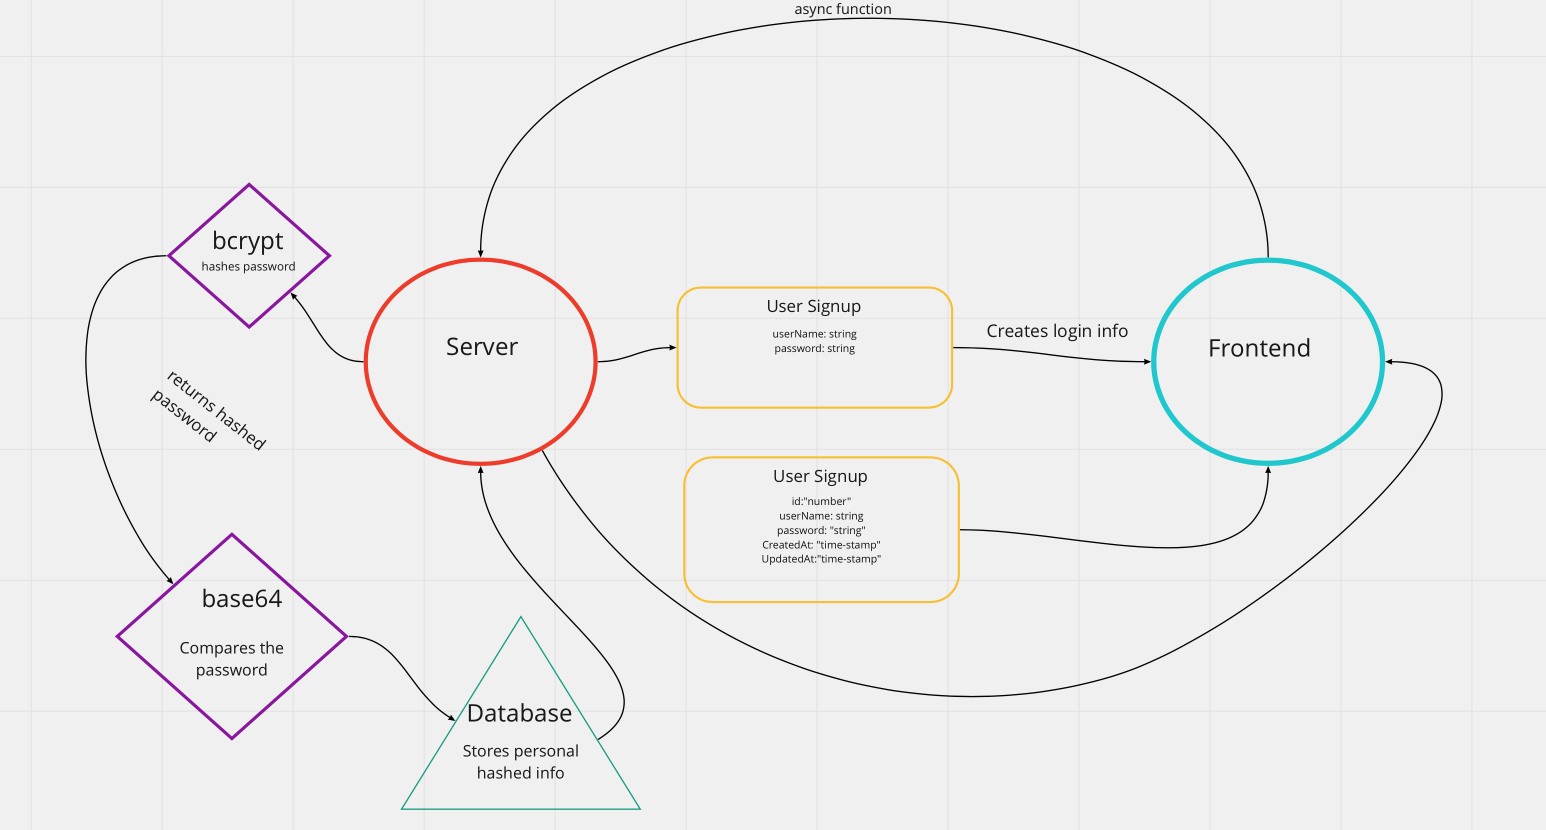 async function
bcrypt
hashes password
Server
User Signup
userName: string
password: string
Creates login info
Frontend
returns hashed
password
User Signup
id:"number"
userName: string
password: "string"
CreatedAt: "time-stamp"
UpdatedAt:"time-stamp"
base64
Compares the
password
Database
Stores personal
hashed info